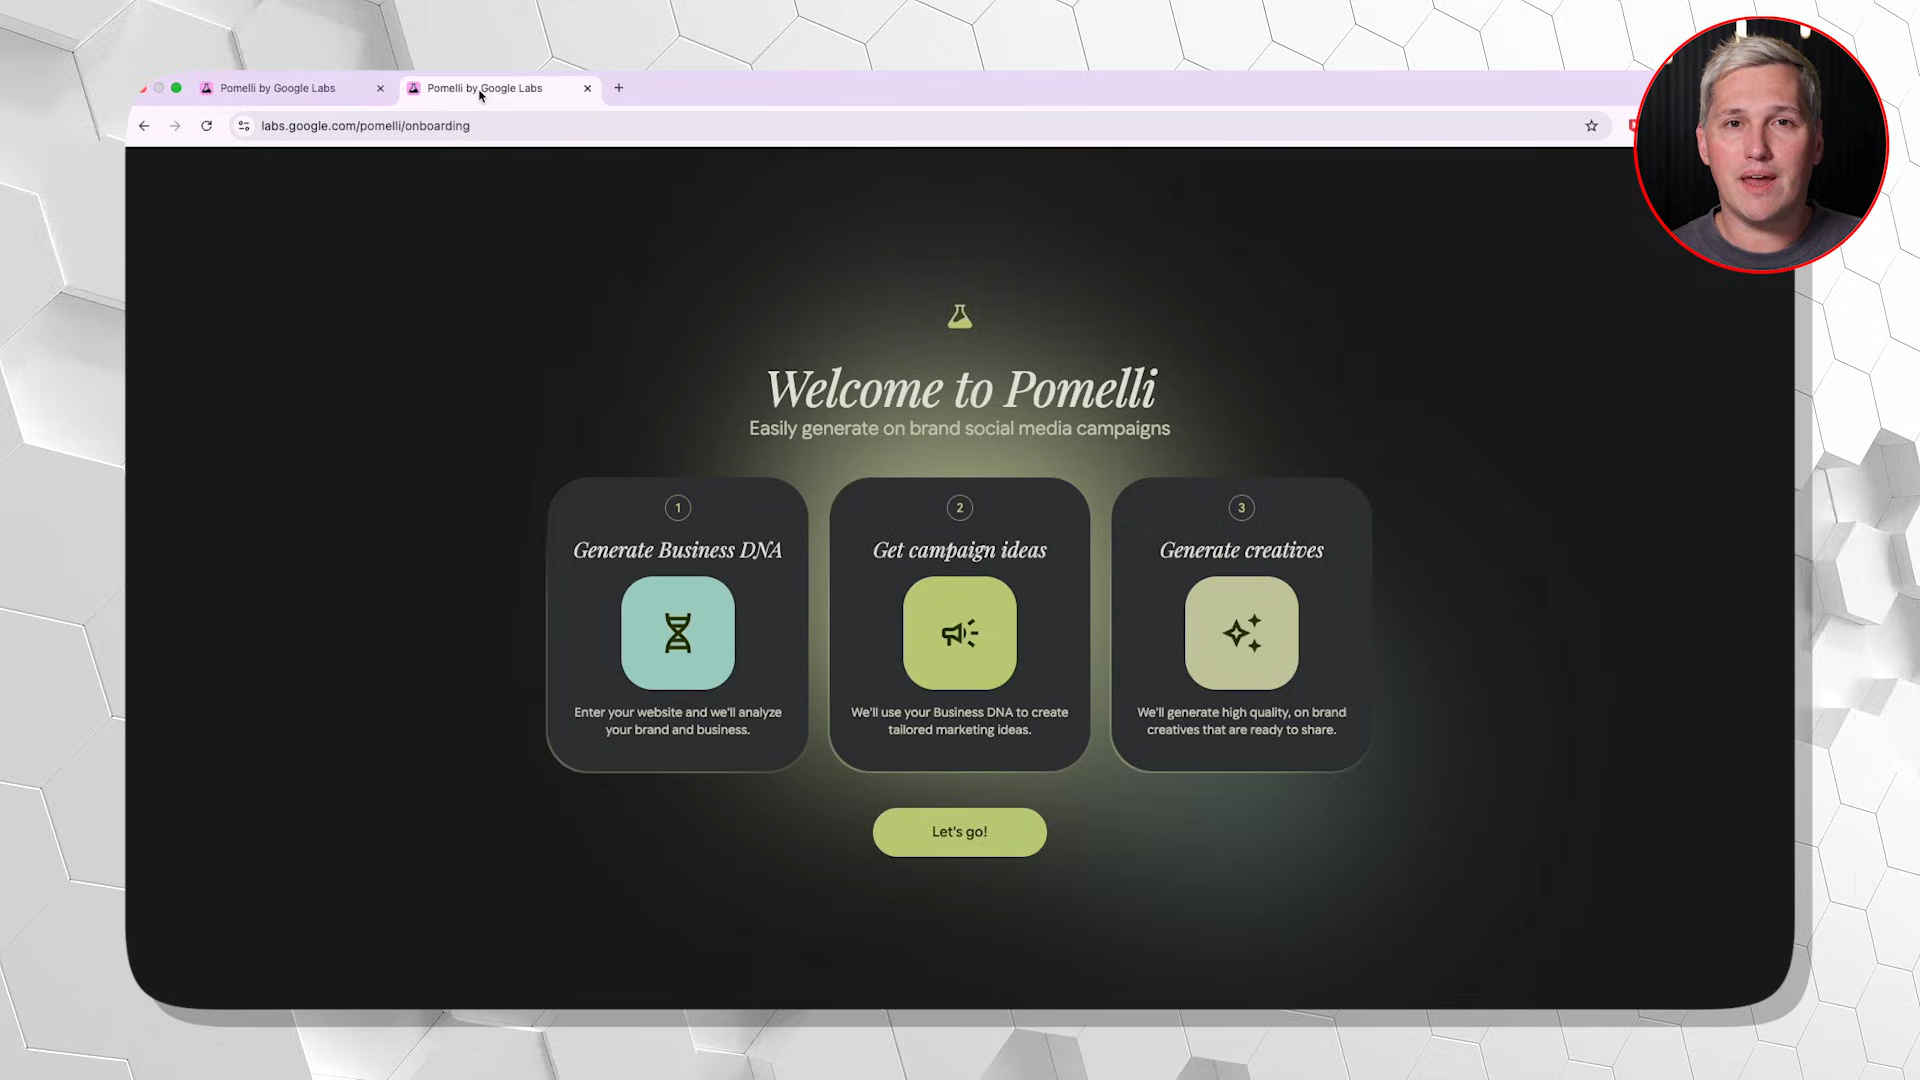 Pomelli by Google Labs
Pomelli by Google Labs
labs.google.com/pomelli/onboarding
Welcome to Pomelli
Easily generate on brand social media campaigns
1
Generate Business DNA
Enter your website and we'll analyze
your brand and business.
2
Get campaign ideas
We'll use your Business DNA to create
tailored marketing ideas.
3
Generate creatives
We'll generate high quality, on brand
creatives that are ready to share.
Let's go!